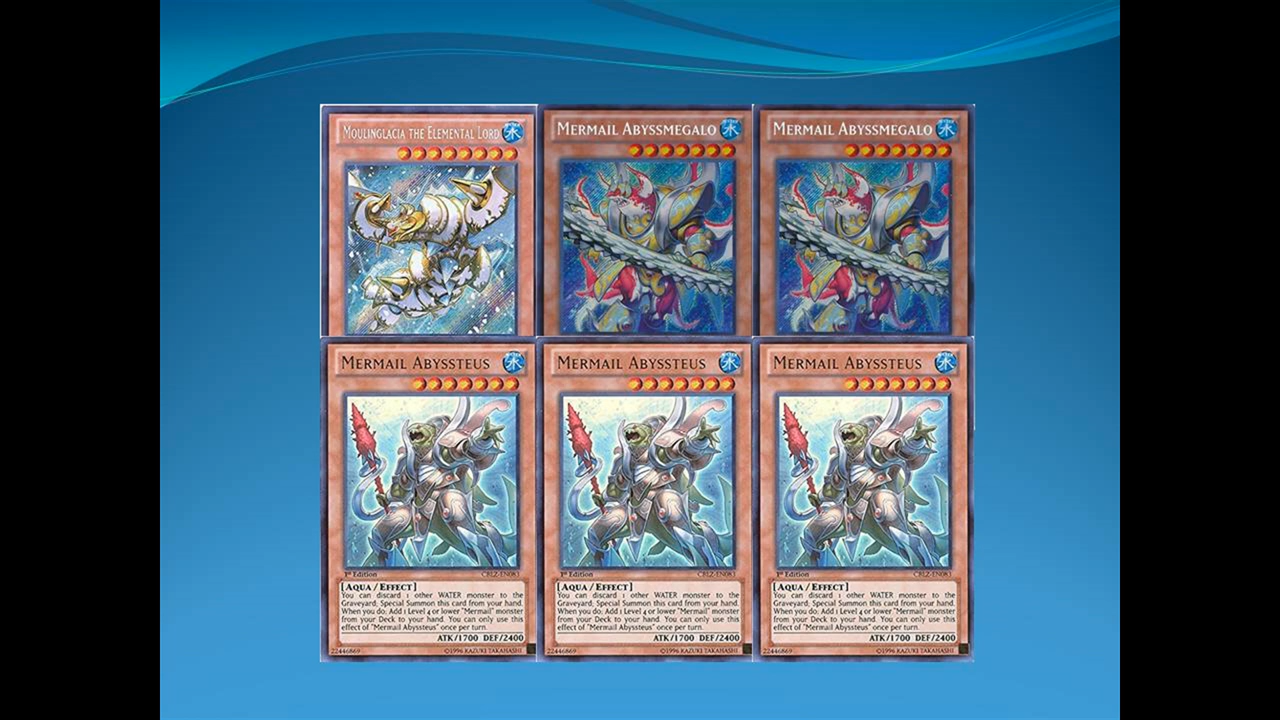 Moulinglacia the Elemental Lord
Mermail Abyssmegalo
Mermail Abyssmegalo
WATER
水
WATER
水
WATER
水
Mermail Abyssteus
WATER
水
1st Edition
CBLZ-EN083
[Aqua / Effect]
You can discard 1 other WATER monster to the
Graveyard; Special Summon this card from your hand.
When you do: Add 1 Level 4 or lower "Mermail" monster
from your Deck to your hand. You can only use this
effect of "Mermail Abyssteus" once per turn.
ATK/1700 DEF/2400
22446869
©1996 KAZUKI TAKAHASHI
Mermail Abyssteus
WATER
水
1st Edition
CBLZ-EN083
[Aqua / Effect]
You can discard 1 other WATER monster to the
Graveyard; Special Summon this card from your hand.
When you do: Add 1 Level 4 or lower "Mermail" monster
from your Deck to your hand. You can only use this
effect of "Mermail Abyssteus" once per turn.
ATK/1700 DEF/2400
22446869
©1996 KAZUKI TAKAHASHI
Mermail Abyssteus
WATER
水
1st Edition
CBLZ-EN083
[Aqua / Effect]
You can discard 1 other WATER monster to the
Graveyard; Special Summon this card from your hand.
When you do: Add 1 Level 4 or lower "Mermail" monster
from your Deck to your hand. You can only use this
effect of "Mermail Abyssteus" once per turn.
ATK/1700 DEF/2400
22446869
©1996 KAZUKI TAKAHASHI